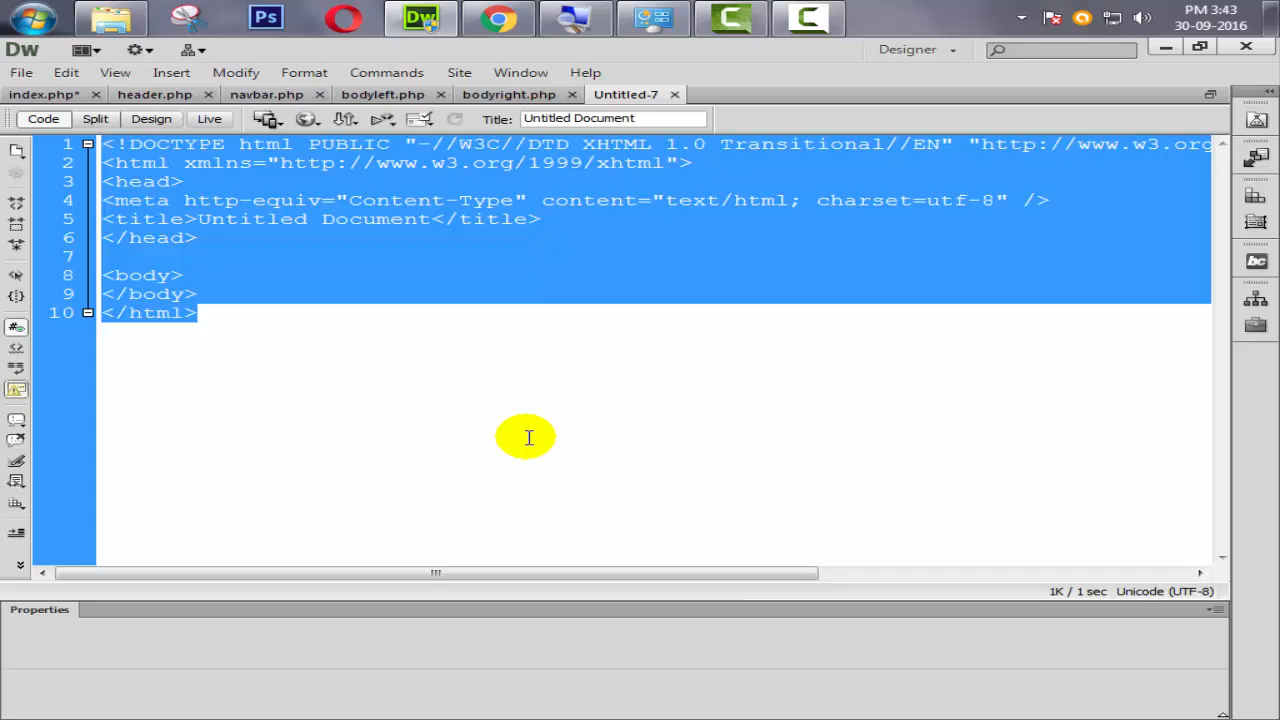 Ps
Dw
PM 3:43
30-09-2016
Dw
Designer
File Edit View Insert Modify Format Commands Site Window Help
index.php* header.php navbar.php bodyleft.php bodyright.php Untitled-7
Code Split Design Live Title: Untitled Document
1 <!DOCTYPE html PUBLIC "-//W3C//DTD XHTML 1.0 Transitional//EN" "http://www.w3.org
2 <html xmlns="http://www.w3.org/1999/xhtml">
3 <head>
4 <meta http-equiv="Content-Type" content="text/html; charset=utf-8" />
5 <title>Untitled Document</title>
6 </head>
7
8 <body>
9 </body>
10 </html>
bc
1K / 1 sec Unicode (UTF-8)
Properties